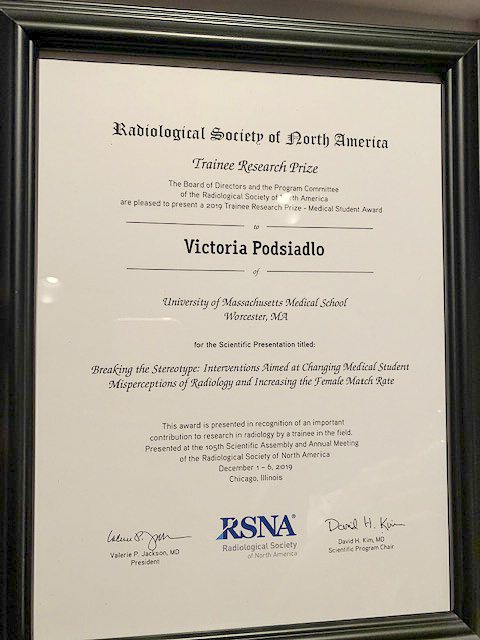 Radiological Society of North America
Trainee Research Prize
The Board of Directors and the Program Committee
of the Radiological Society of North America
are pleased to present a 2019 Trainee Research Prize - Medical Student Award
to
Victoria Podsiadlo
of
University of Massachusetts Medical School
Worcester, MA
for the Scientific Presentation titled:
Breaking the Stereotype: Interventions Aimed at Changing Medical Student
Misperceptions of Radiology and Increasing the Female Match Rate
This award is presented in recognition of an important
contribution to research in radiology by a trainee in the field.
Presented at the 105th Scientific Assembly and Annual Meeting
of the Radiological Society of North America
December 1 – 6, 2019
Chicago, Illinois
Valerie P. Jackson, MD
President
RSNA®
Radiological Society
of North America
David H. Kim
David H. Kim, MD
Scientific Program Chair